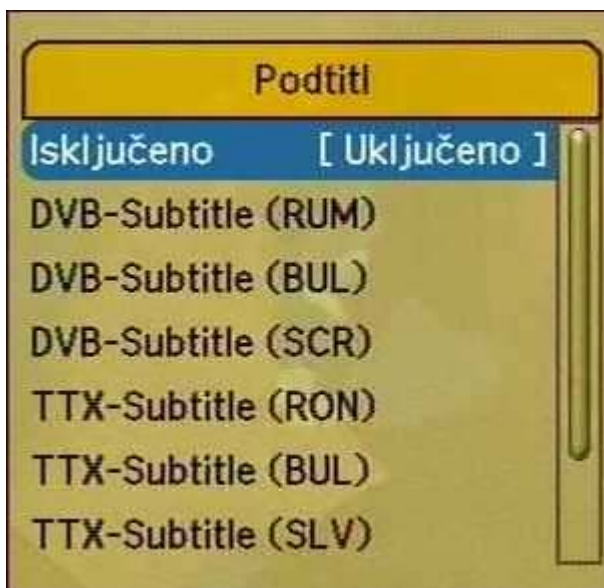 Podtitl
Isključeno [ Uključeno ]
DVB-Subtitle (RUM)
DVB-Subtitle (BUL)
DVB-Subtitle (SCR)
TTX-Subtitle (RON)
TTX-Subtitle (BUL)
TTX-Subtitle (SLV)